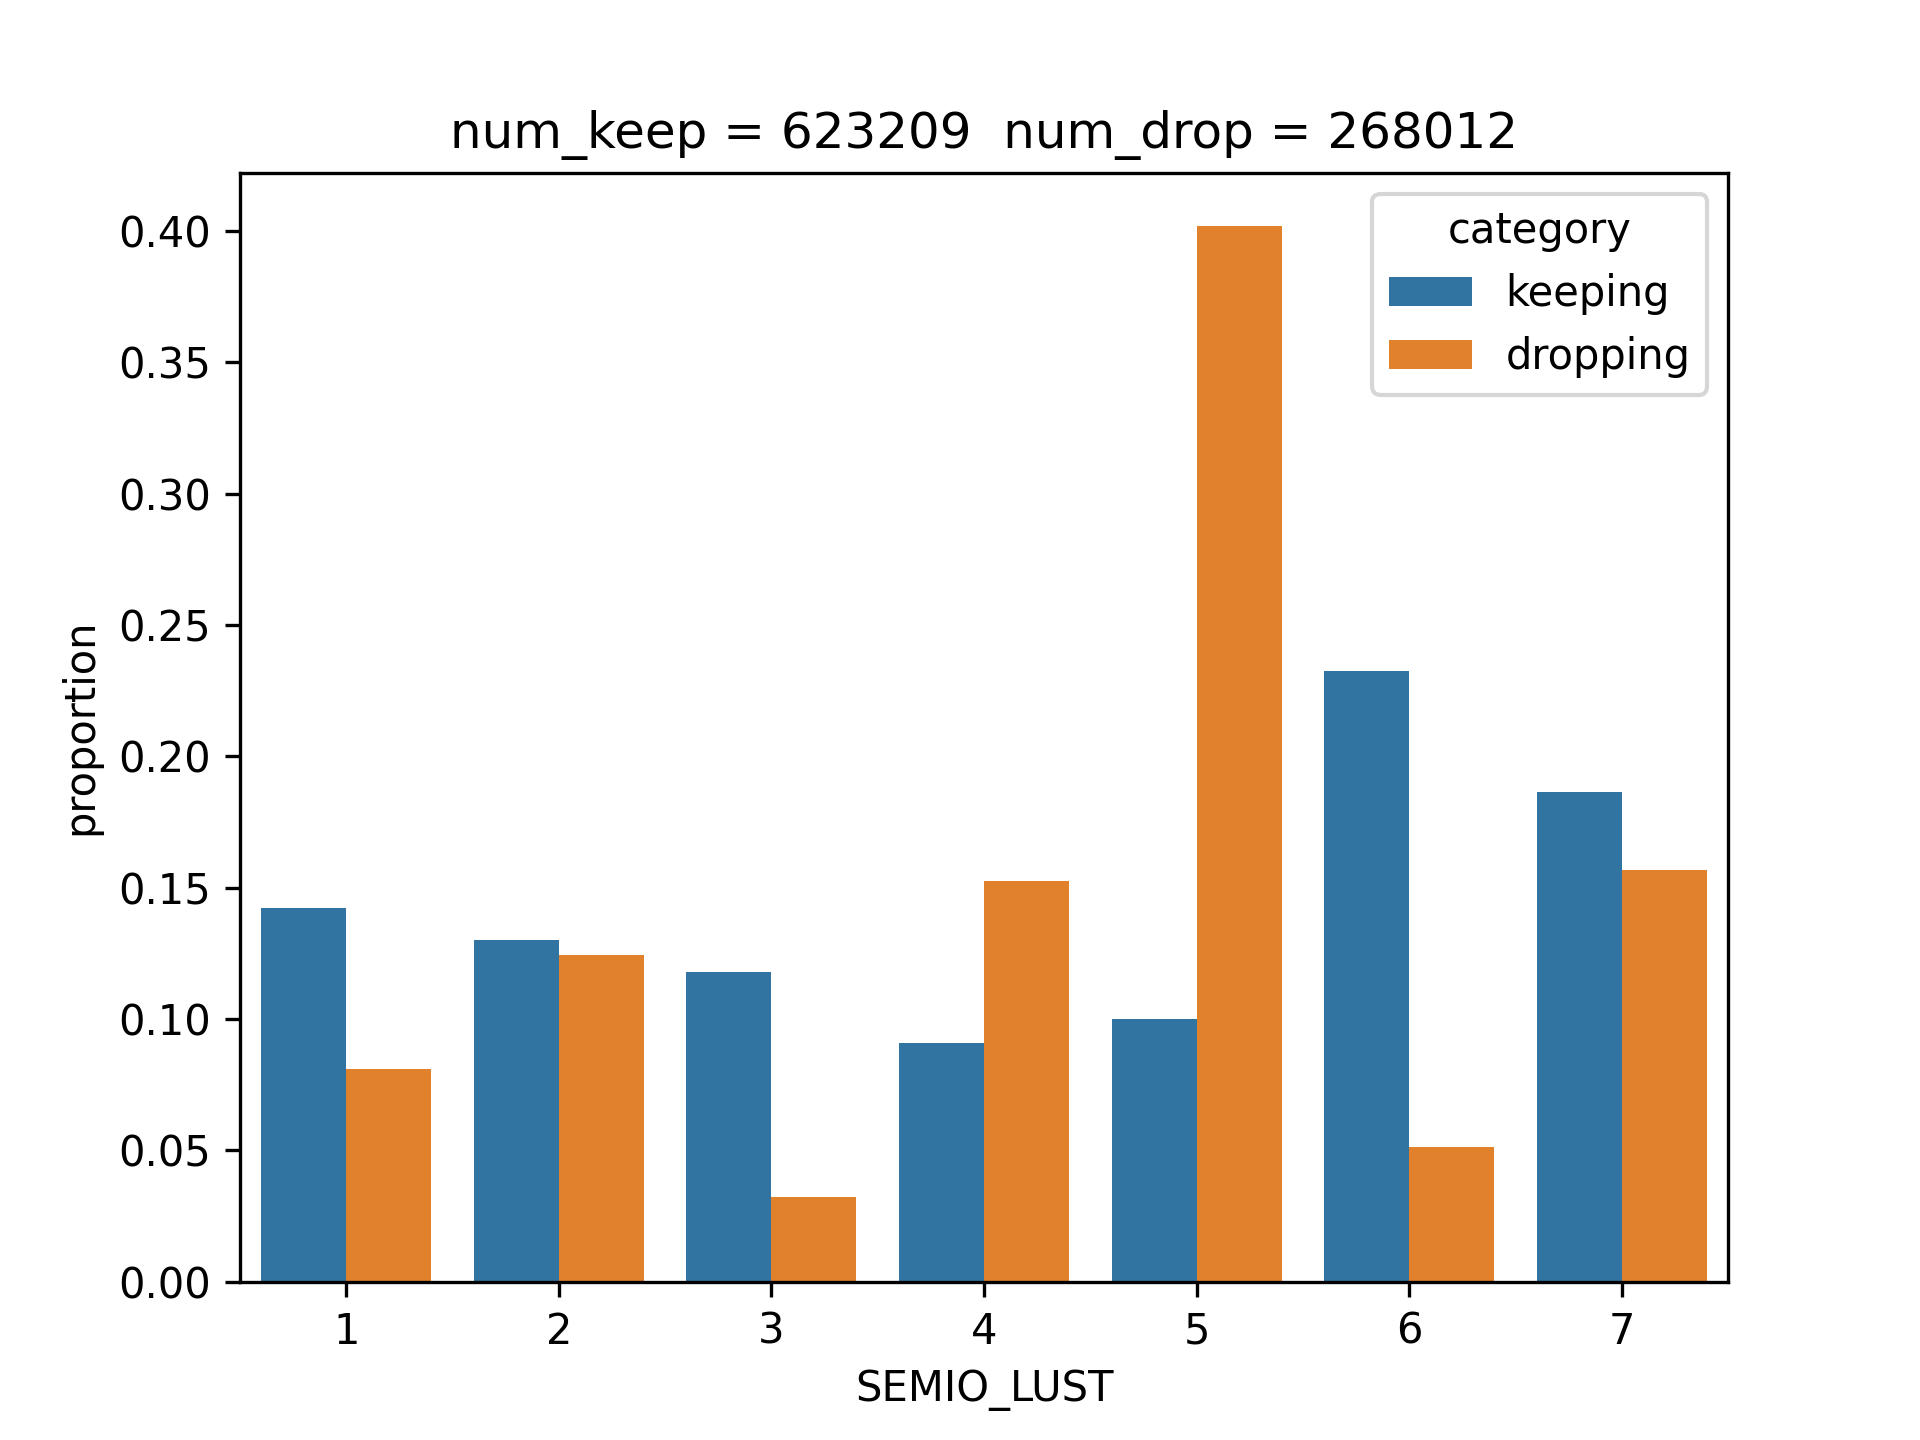 num_keep = 623209  num_drop = 268012
category
keeping
dropping
0.40
0.35
0.30
0.25
0.20
0.15
0.10
0.05
0.00
proportion
1 2 3 4 5 6 7
SEMIO_LUST